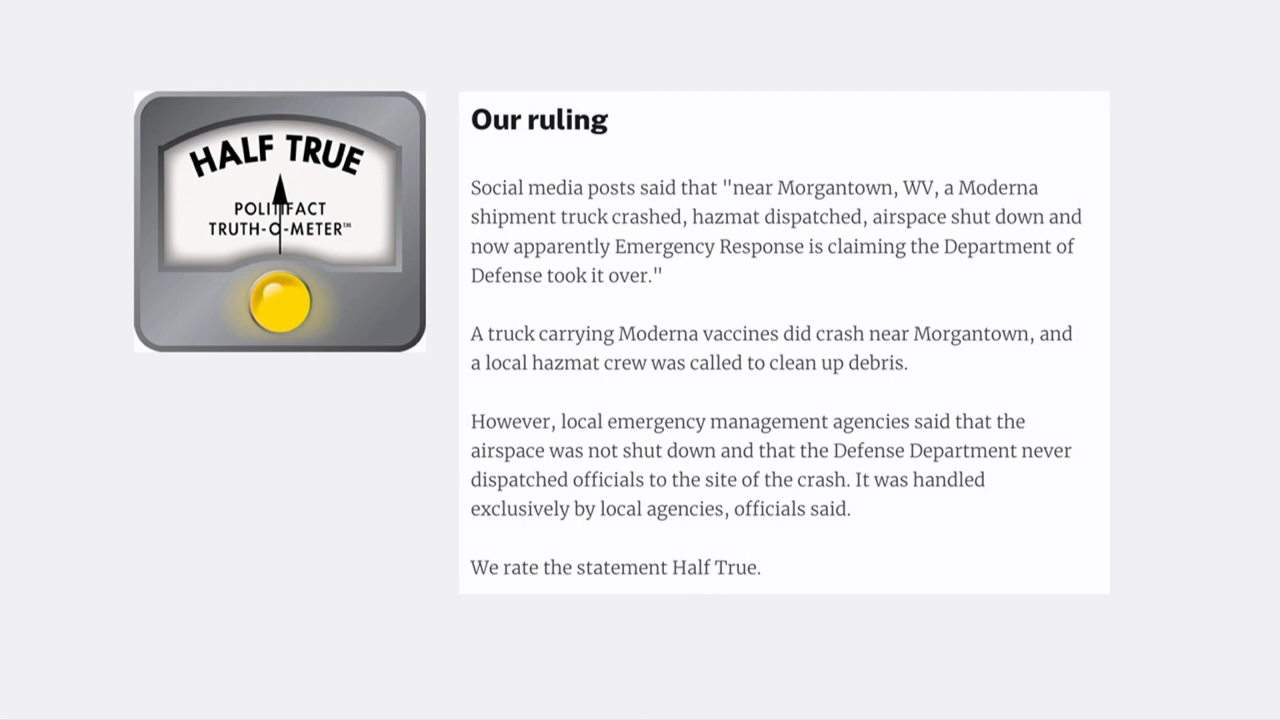 HALF TRUE
POLITIFACT
TRUTH-O-METER™
Our ruling
Social media posts said that "near Morgantown, WV, a Moderna
shipment truck crashed, hazmat dispatched, airspace shut down and
now apparently Emergency Response is claiming the Department of
Defense took it over."
A truck carrying Moderna vaccines did crash near Morgantown, and
a local hazmat crew was called to clean up debris.
However, local emergency management agencies said that the
airspace was not shut down and that the Defense Department never
dispatched officials to the site of the crash. It was handled
exclusively by local agencies, officials said.
We rate the statement Half True.